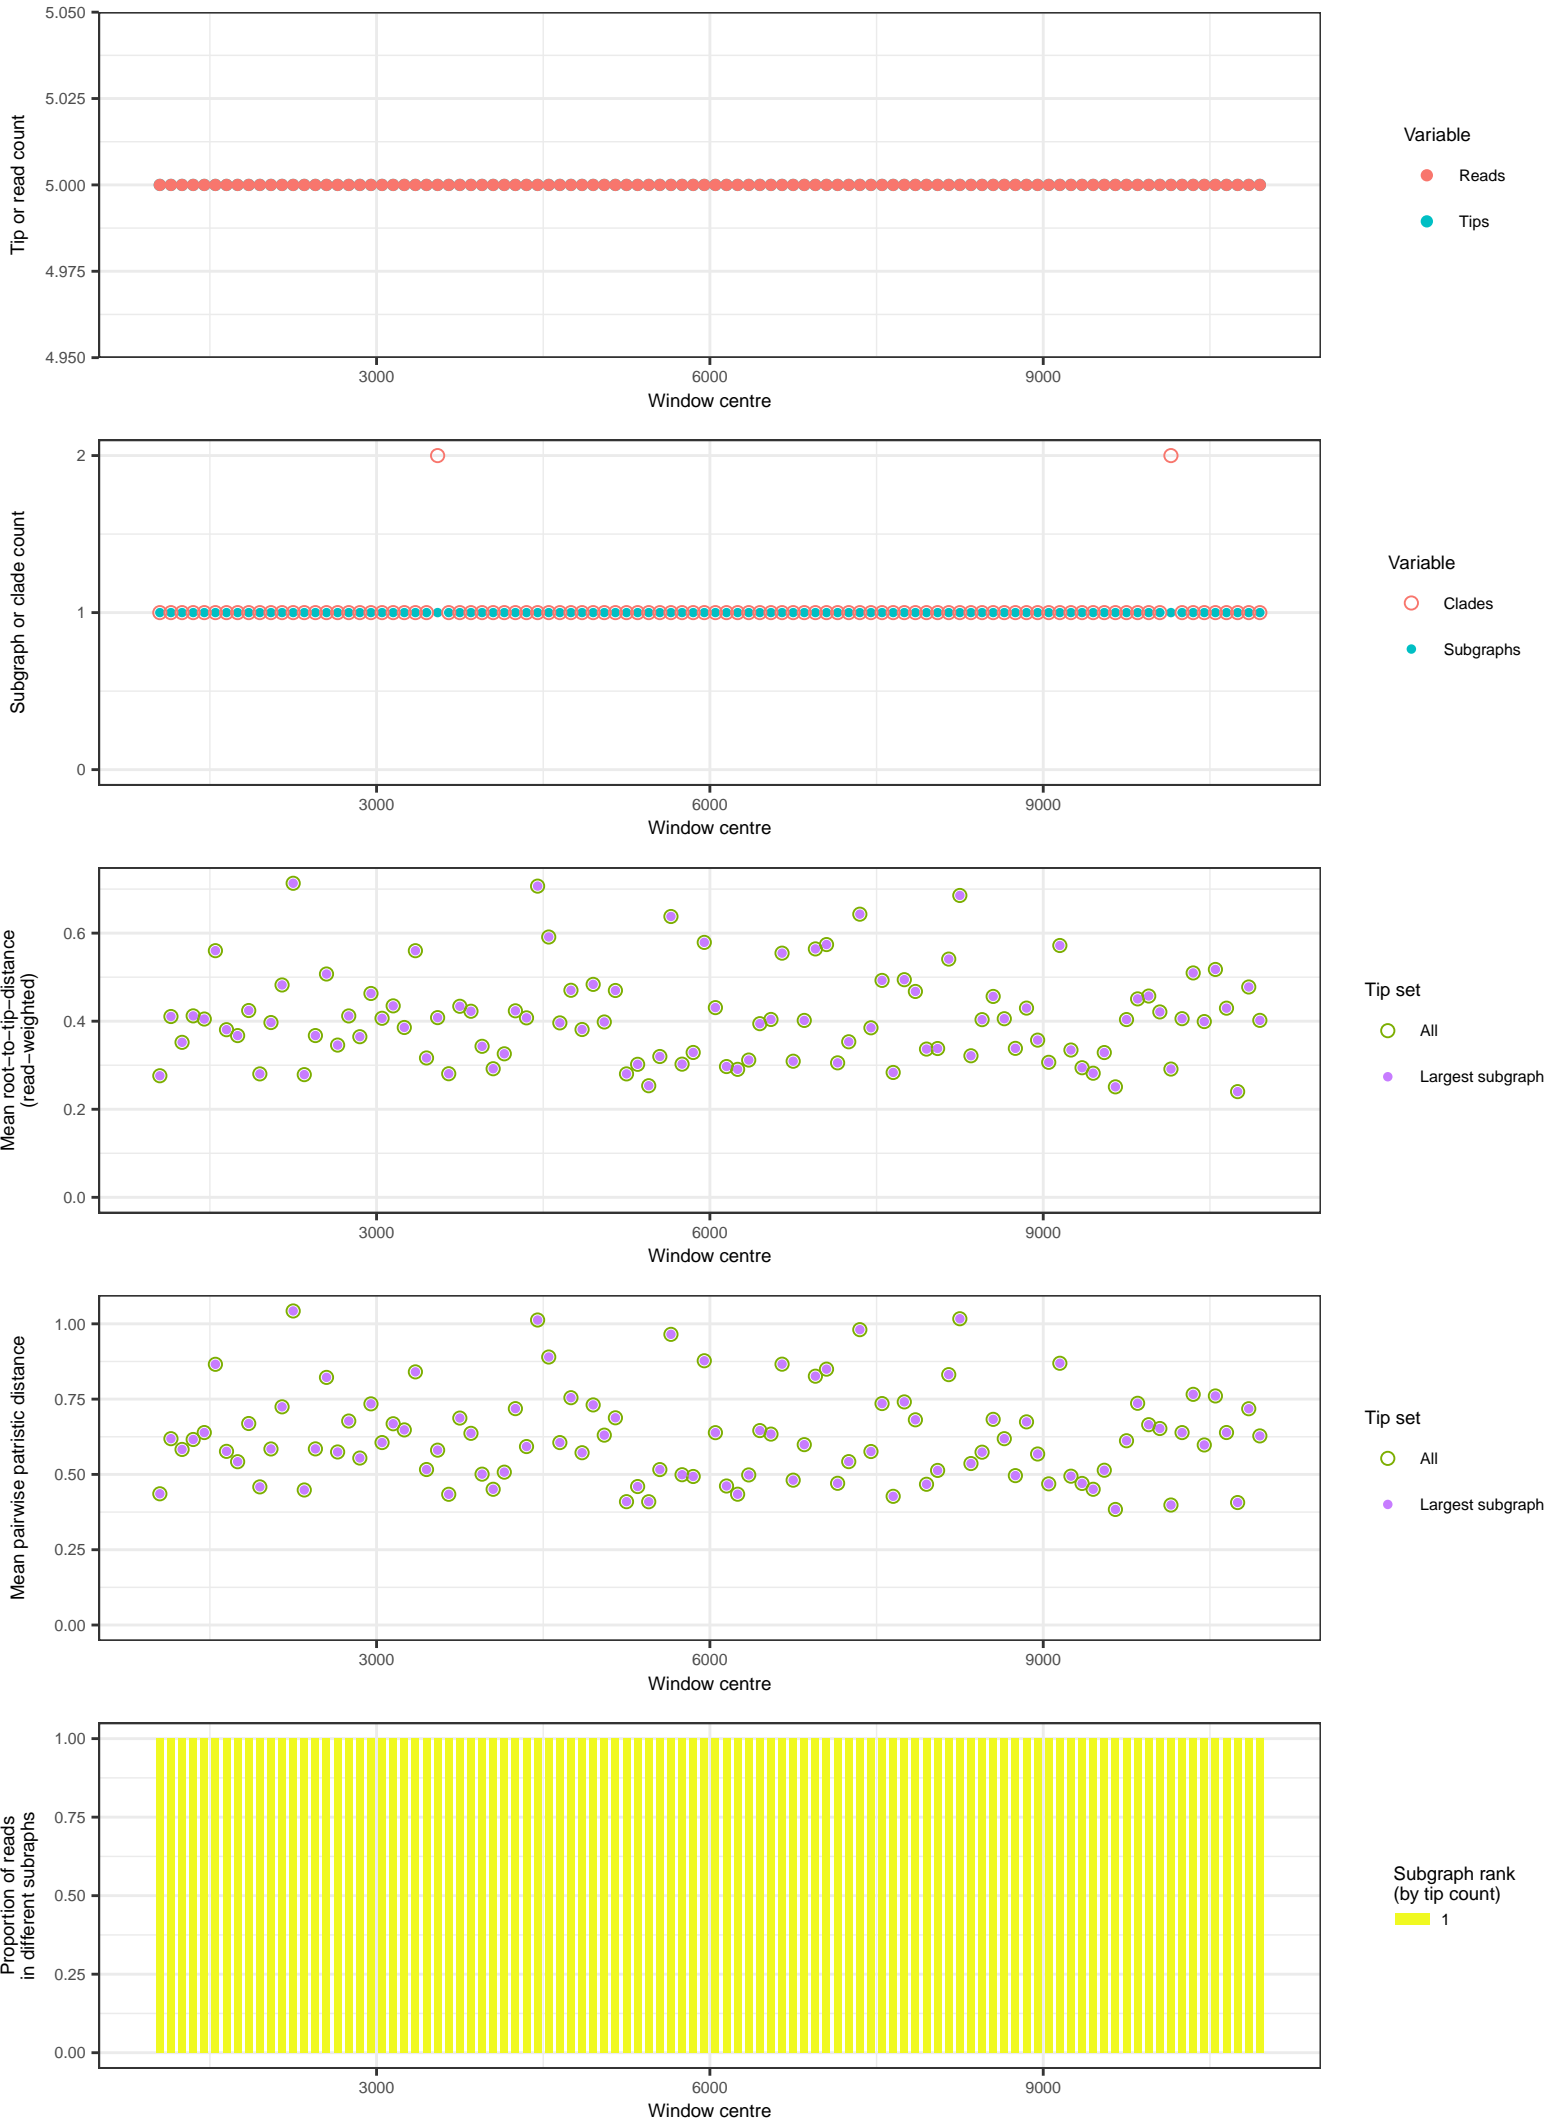 5.050
5.025
5.000
4.975
4.950
Tip or read count
3000
6000
9000
Window centre
Variable
Reads
Tips
2
1
0
Subgraph or clade count
3000
6000
9000
Window centre
Variable
Clades
Subgraphs
0.6
0.4
0.2
0.0
Mean root−to−tip−distance
(read−weighted)
3000
6000
9000
Window centre
Tip set
All
Largest subgraph
1.00
0.75
0.50
0.25
0.00
Mean pairwise patristic distance
3000
6000
9000
Window centre
Tip set
All
Largest subgraph
1.00
0.75
0.50
0.25
0.00
Proportion of reads
in different subraphs
3000
6000
9000
Window centre
Subgraph rank
(by tip count)
1